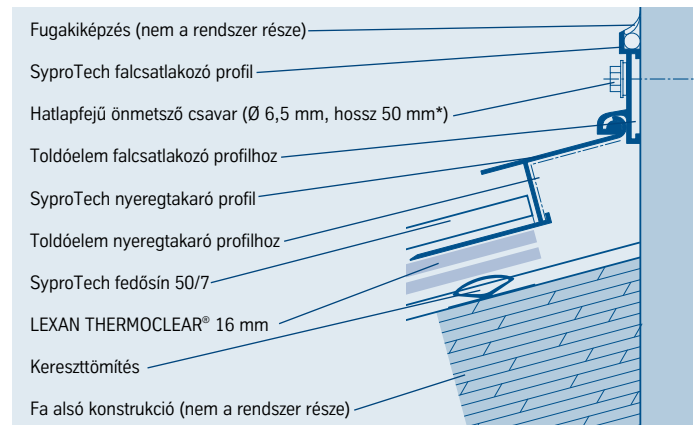 Fugakiképzés (nem a rendszer része)
SyproTech falcsatlakozó profil
Hatlapfejű önmetsző csavar (Ø 6,5 mm, hossz 50 mm*)
Toldóelem falcsatlakozó profilhoz
SyproTech nyeregtakaró profil
Toldóelem nyeregtakaró profilhoz
SyproTech fedősín 50/7
LEXAN THERMOCLEAR® 16 mm
Kereszttömítés
Fa alsó konstrukció (nem a rendszer része)